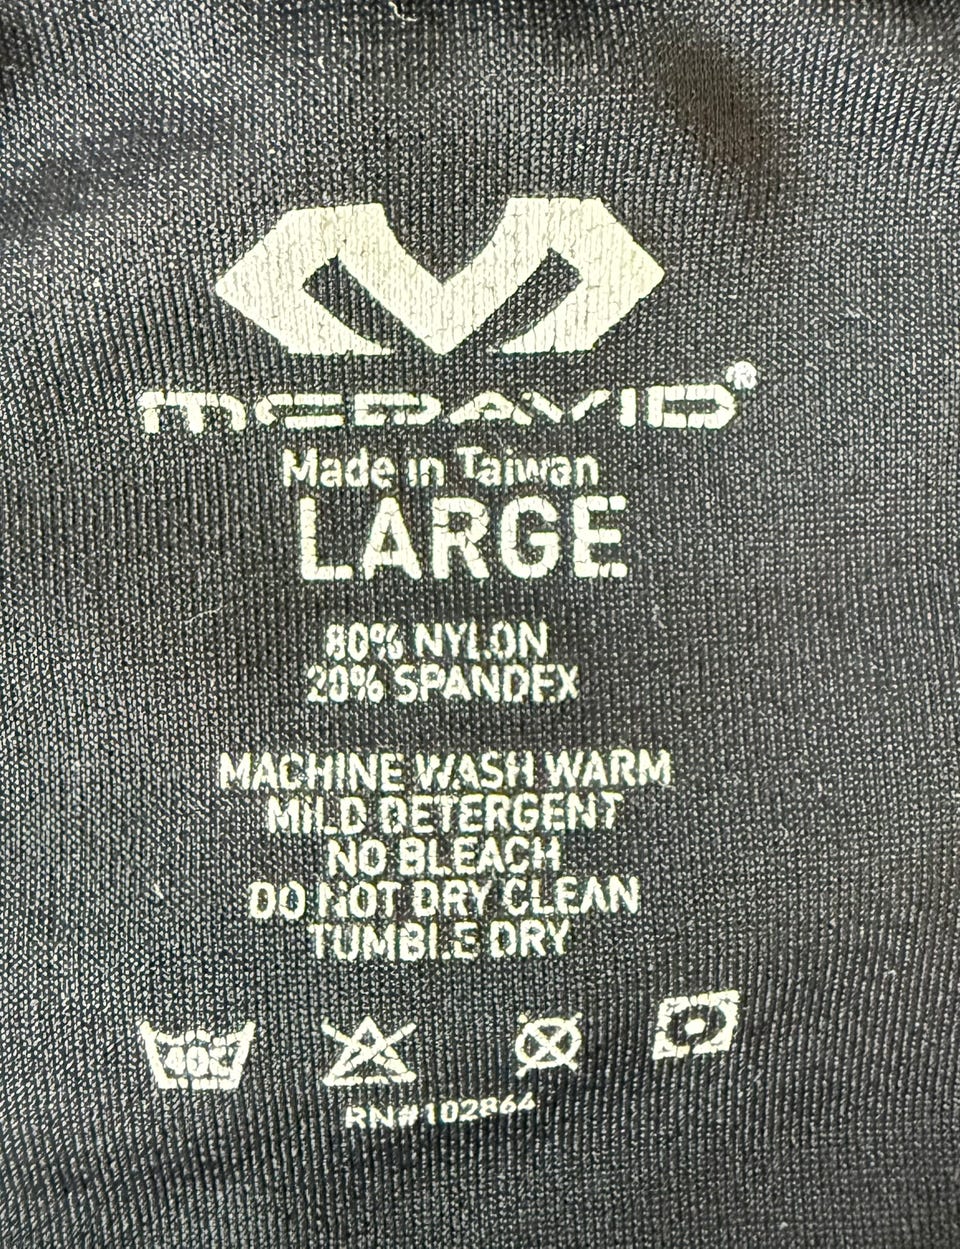 McDAVID®
Made in Taiwan
LARGE
80% NYLON
20% SPANDEX
MACHINE WASH WARM
MILD DETERGENT
NO BLEACH
DO NOT DRY CLEAN
TUMBLE DRY
40C
RN#102864